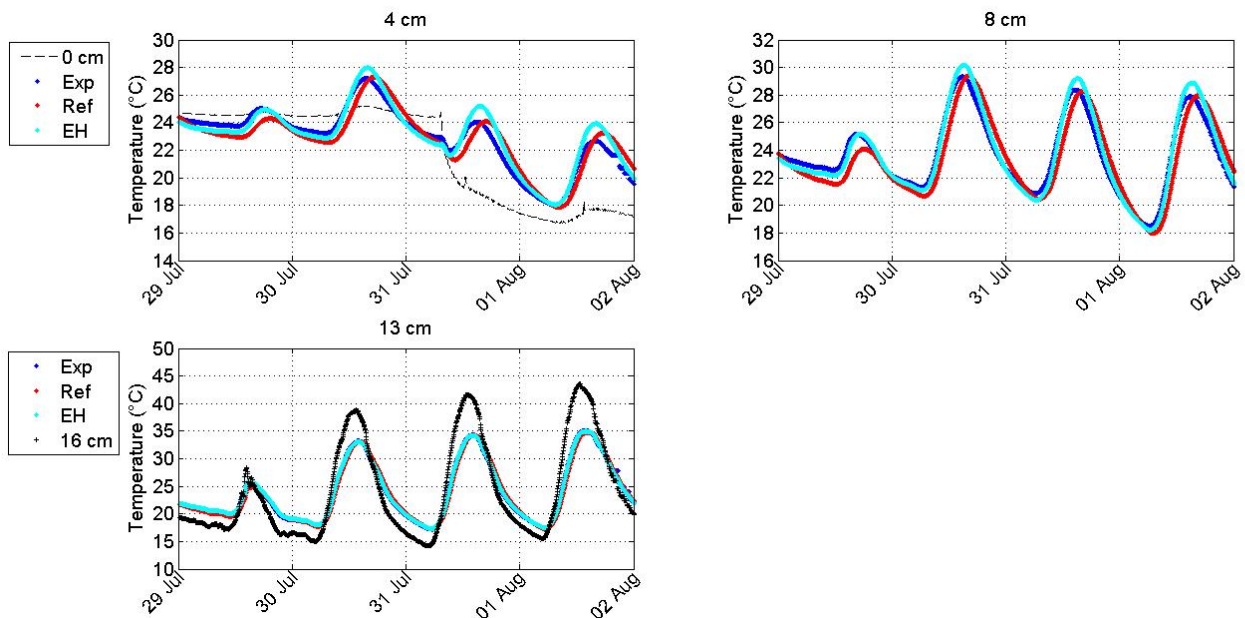 4 cm
0 cm
Exp
Ref
EH
Temperature (°C)
30
28
26
24
22
20
18
16
14
29 Jul
30 Jul
31 Jul
01 Aug
02 Aug
8 cm
Temperature (°C)
32
30
28
26
24
22
20
18
16
29 Jul
30 Jul
31 Jul
01 Aug
02 Aug
13 cm
Exp
Ref
EH
16 cm
Temperature (°C)
50
45
40
35
30
25
20
15
10
29 Jul
30 Jul
31 Jul
01 Aug
02 Aug